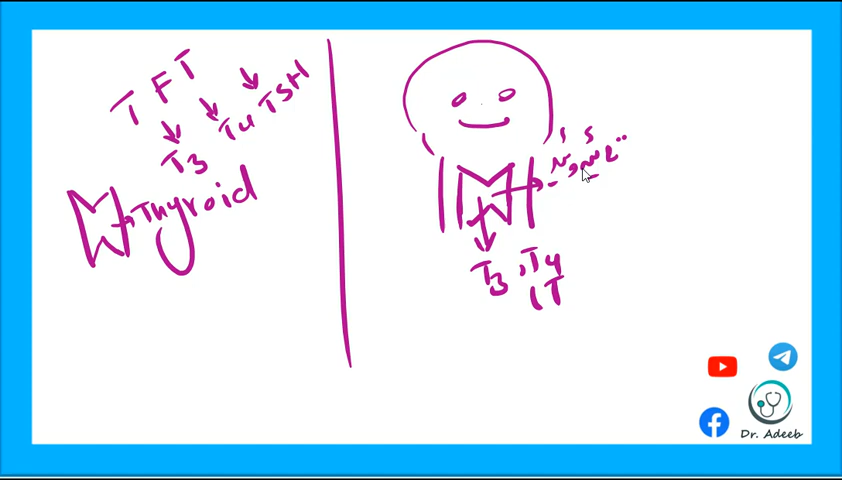 TFT
T3
T4
TSH
Thyroid
T3, T4
Dr. Adeeb